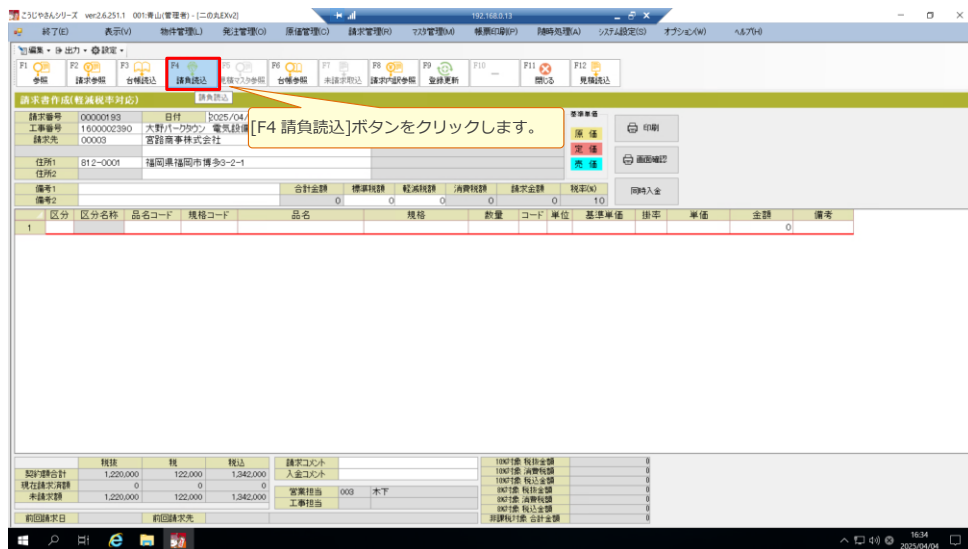 こうじやさんシリーズ ver.2.6.251.1 001:青山(管理者) - [二の丸EXv2] 192.168.0.13
終了(E) 表示(V) 物件管理(L) 発注管理(O) 原価管理(C) 請求管理(R) マスタ管理(M) 帳票印刷(P) 随時処理(A) システム設定(S) オプション(W) ヘルプ(H)
編集 出力 設定
F1 参照 F2 請求参照 F3 台帳読込 F4 請負読込 F5 見積マスタ参照 F6 台帳参照 F7 未請求取込 F8 請求内訳参照 F9 登録更新 F10 F11 閉じる F12 見積読込
請求書作成(軽減税率対応) 請負読込
[F4 請負読込]ボタンをクリックします。
請求番号 00000193 日付 2025/04/
工事番号 1600002390 大野パークタウン 電気設備
請求先 00003 宮路商事株式会社
住所1 812-0001 福岡県福岡市博多3-2-1
住所2
基準単価
原 価
定 価
売 価
印刷
画面確認
同時入金
備考1 合計金額 標準税額 軽減税額 消費税額 請求金額 税率(%)
備考2 0 0 0 0 0 10
区分 区分名称 品名コード 規格コード 品名 規格 数量 コード 単位 基準単価 掛率 単価 金額 備考
1 0
税抜 税 税込
契約額合計 1,220,000 122,000 1,342,000
現在請求済額 0 0 0
未請求額 1,220,000 122,000 1,342,000
前回請求日 前回請求先
請求コメント
入金コメント
営業担当 003 木下
工事担当
10%対象 税抜金額 0
10%対象 消費税額 0
10%対象 税込金額 0
8%対象 税抜金額 0
8%対象 消費税額 0
8%対象 税込金額 0
非課税対象 合計金額 0
16:34
2025/04/04